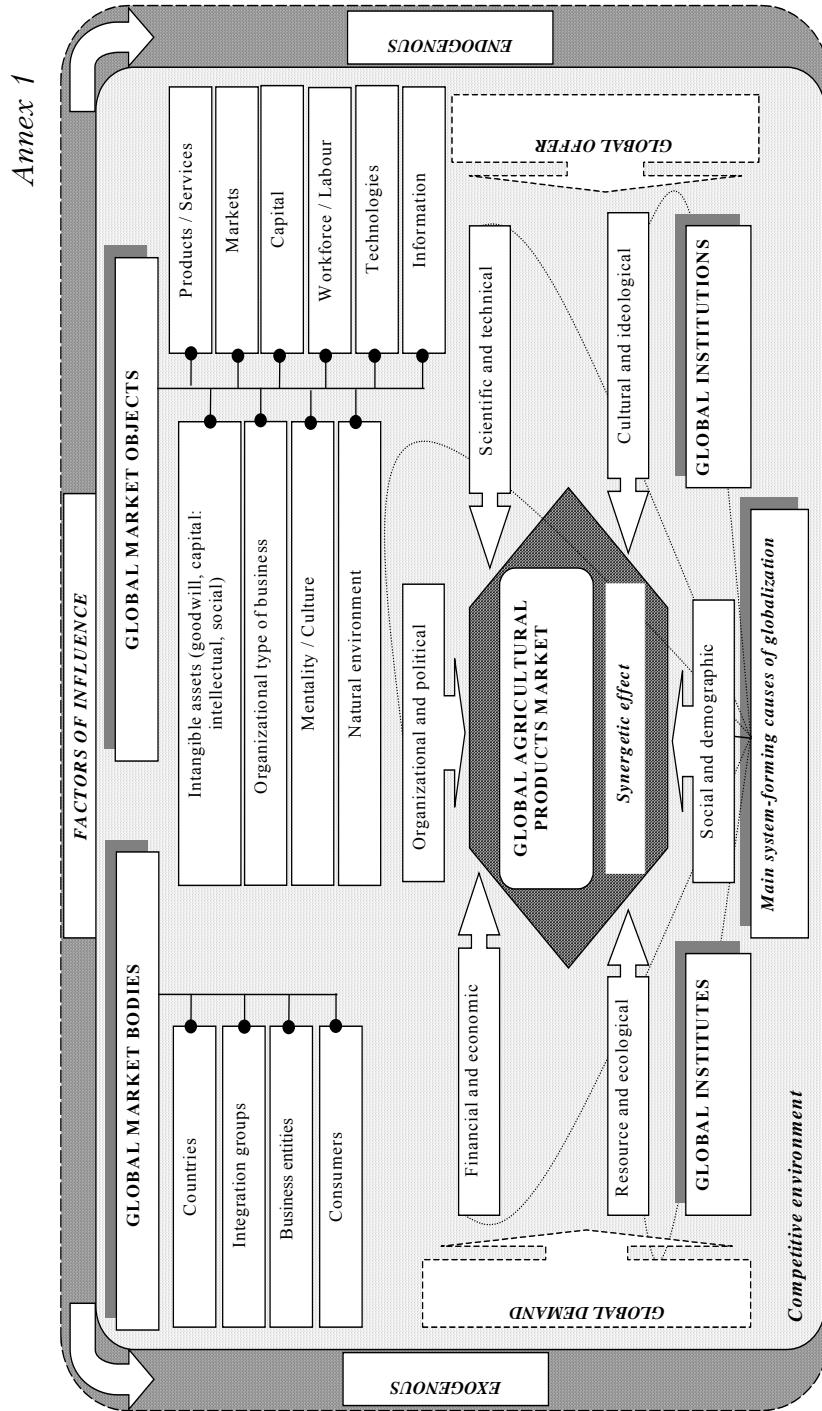 Annex 1
FACTORS OF INFLUENCE
EXOGENOUS
ENDOGENOUS
GLOBAL MARKET BODIES
Countries
Integration groups
Business entities
Consumers
GLOBAL MARKET OBJECTS
Intangible assets (goodwill, capital:
intellectual, social)
Organizational type of business
Mentality / Culture
Natural environment
Products / Services
Markets
Capital
Workforce / Labour
Technologies
Information
GLOBAL DEMAND
GLOBAL OFFER
Financial and economic
Organizational and political
Scientific and technical
GLOBAL AGRICULTURAL
PRODUCTS MARKET
Synergetic effect
Resource and ecological
Social and demographic
Cultural and ideological
GLOBAL INSTITUTES
GLOBAL INSTITUTIONS
Main system-forming causes of globalization
Competitive environment